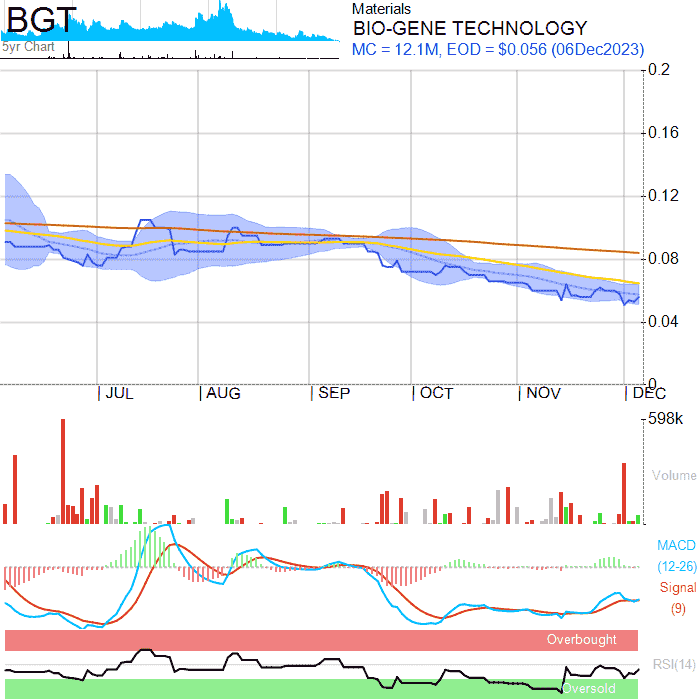 BGT
5yr Chart
Materials
BIO-GENE TECHNOLOGY
MC = 12.1M, EOD = $0.056 (06Dec2023)
0.2
0.16
0.12
0.08
0.04
0
JUL AUG SEP OCT NOV DEC
598k
Volume
MACD
(12-26)
Signal
(9)
Overbought
RSI(14)
Oversold